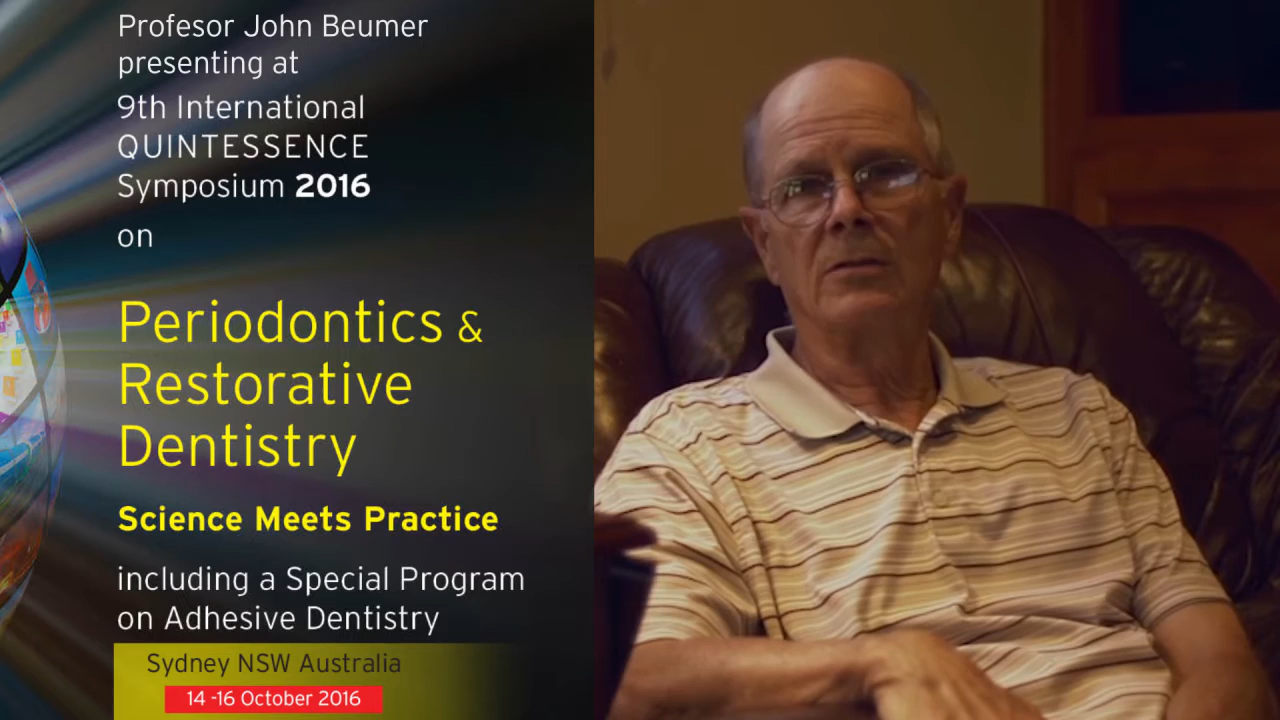 Profesor John Beumer
presenting at
9th International
QUINTESSENCE
Symposium 2016
on
Periodontics &
Restorative
Dentistry
Science Meets Practice
including a Special Program
on Adhesive Dentistry
Sydney NSW Australia
14 -16 October 2016